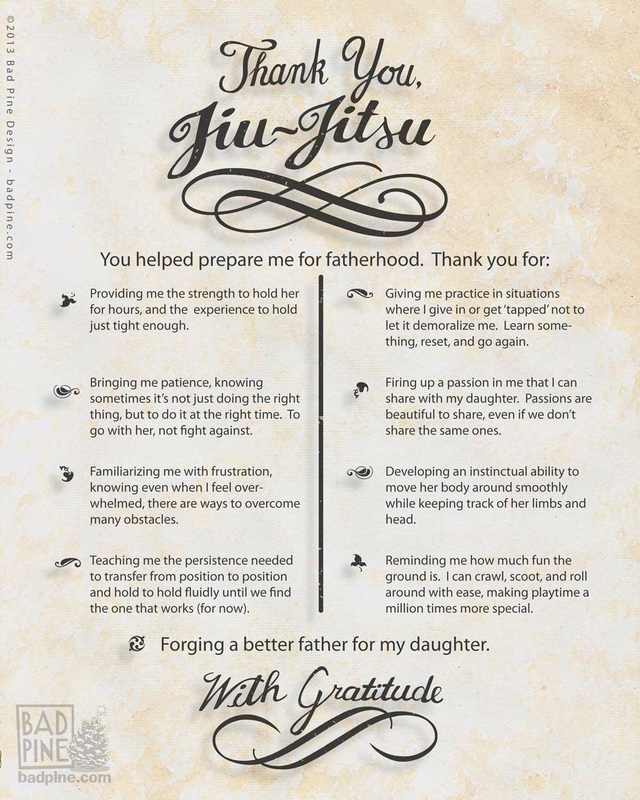 ©2013 Bad Pine Design - badpine.com
Thank You,
Jiu~Jitsu
You helped prepare me for fatherhood. Thank you for:
Providing me the strength to hold her
for hours, and the experience to hold
just tight enough.
Bringing me patience, knowing
sometimes it's not just doing the right
thing, but to do it at the right time. To
go with her, not fight against.
Familiarizing me with frustration,
knowing even when I feel over-
whelmed, there are ways to overcome
many obstacles.
Teaching me the persistence needed
to transfer from position to position
and hold to hold fluidly until we find
the one that works (for now).
Giving me practice in situations
where I give in or get 'tapped' not to
let it demoralize me. Learn some-
thing, reset, and go again.
Firing up a passion in me that I can
share with my daughter. Passions are
beautiful to share, even if we don't
share the same ones.
Developing an instinctual ability to
move her body around smoothly
while keeping track of her limbs and
head.
Reminding me how much fun the
ground is. I can crawl, scoot, and roll
around with ease, making playtime a
million times more special.
Forging a better father for my daughter.
With Gratitude
BAD
PINE
badpine.com